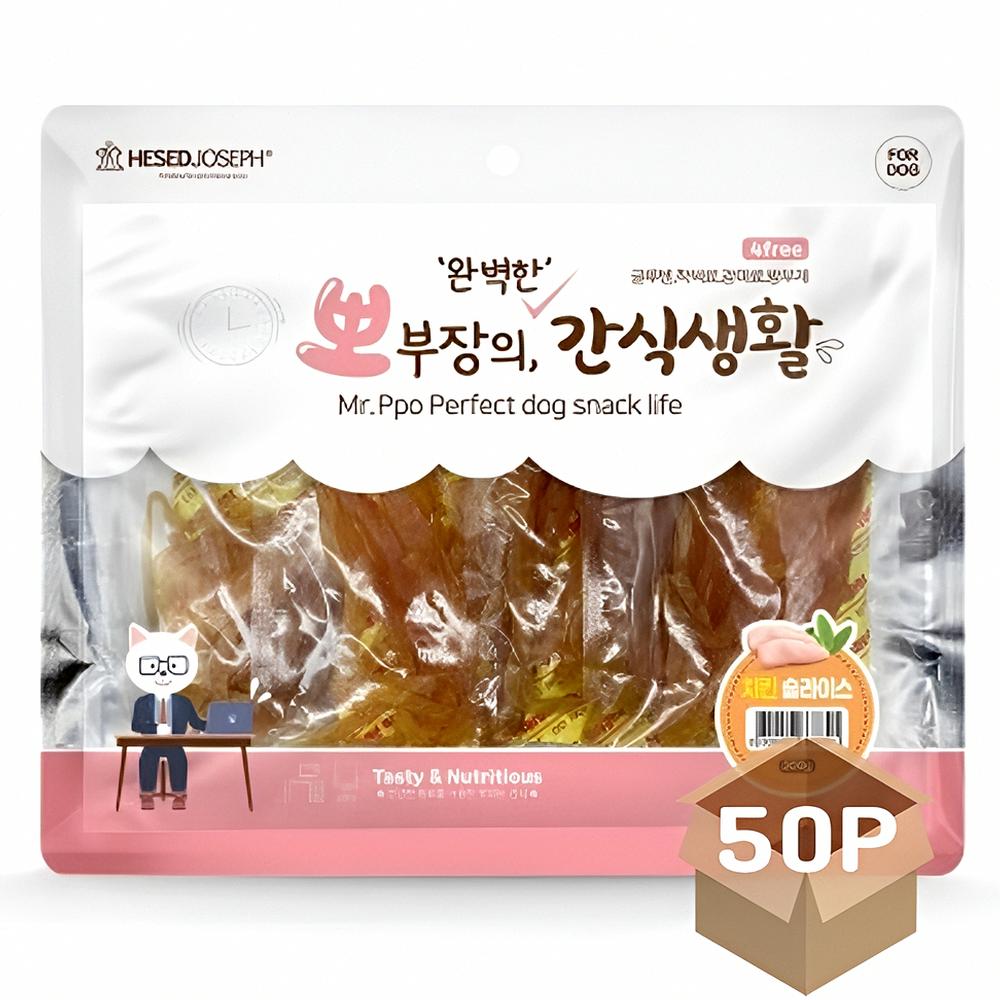 HESED.JOSEPH®
FOR
DOG
4free
'완벽한'
뽀부장의, 간식생활
Mr.Ppo Perfect dog snack life
치킨 슬라이스
Tasty & Nutritious
50P